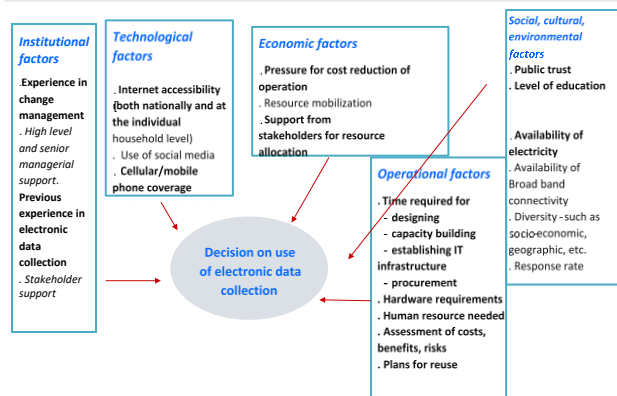 Institutional
factors
.Experience in
change
management
. High level
and senior
managerial
support.
Previous
experience in
electronic
data
collection
. Stakeholder
support
Technological
factors
. Internet accessibility
(both nationally and at
the individual
household level)
. Use of social media
. Cellular/mobile
phone coverage
Economic factors
. Pressure for cost reduction of
operation
. Resource mobilization
. Support from
stakeholders for resource
allocation
Social, cultural,
environmental
factors
. Public trust
. Level of education
. Availability of
electricity
. Availability of
Broad band
connectivity
. Diversity - such as
socio-economic,
geographic, etc.
. Response rate
Operational factors
. Time required for
- designing
- capacity building
- establishing IT
infrastructure
- procurement
. Hardware requirements
. Human resource needed
. Assessment of costs,
benefits, risks
. Plans for reuse
Decision on use
of electronic data
collection